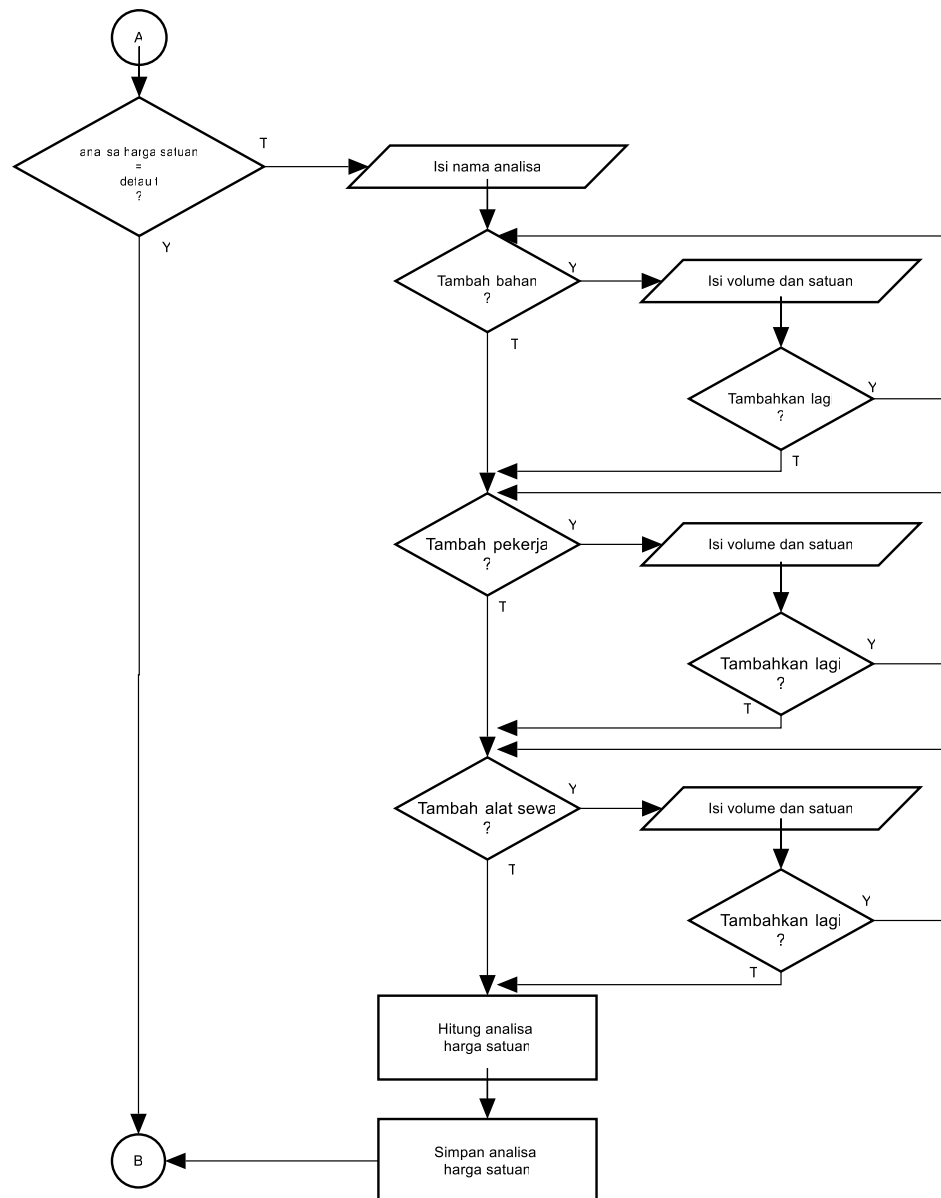 A
ana sa harga satuan
=
defau t
?
T
Y
Isi nama analisa
Tambah bahan
?
Y
T
Isi volume dan satuan
Tambahkan lagi
?
Y
T
Tambah pekerja
?
Y
T
Isi volume dan satuan
Tambahkan lagi
?
Y
T
Tambah alat sewa
?
Y
T
Isi volume dan satuan
Tambahkan lagi
?
Y
T
Hitung analisa
harga satuan
Simpan analisa
harga satuan
B